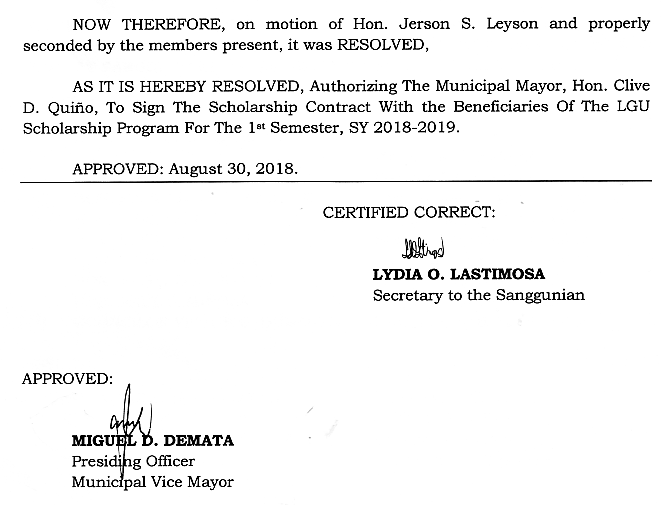 NOW THEREFORE, on motion of Hon. Jerson S. Leyson and properly
seconded by the members present, it was RESOLVED,
AS IT IS HEREBY RESOLVED, Authorizing The Municipal Mayor, Hon. Clive
D. Quiño, To Sign The Scholarship Contract With the Beneficiaries Of The LGU
Scholarship Program For The 1st Semester, SY 2018-2019.
APPROVED: August 30, 2018.
CERTIFIED CORRECT:
LYDIA O. LASTIMOSA
Secretary to the Sanggunian
APPROVED:
MIGUEL D. DEMATA
Presiding Officer
Municipal Vice Mayor